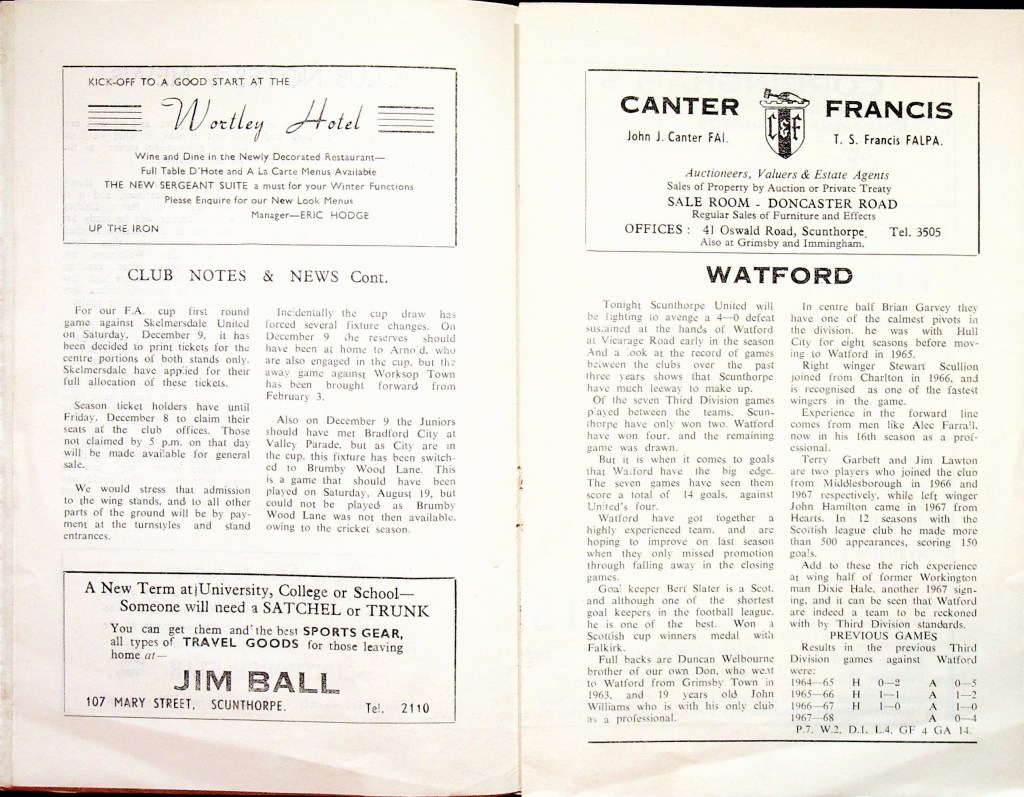 KICK-OFF TO A GOOD START AT THE
Wortley Hotel
Wine and Dine in the Newly Decorated Restaurant—
Full Table D'Hote and A La Carte Menus Available
THE NEW SERGEANT SUITE a must for your Winter Functions
Please Enquire for our New Look Menus
Manager—ERIC HODGE
UP THE IRON
CLUB NOTES & NEWS Cont.
For our F.A. cup first round
game against Skelmersdale United
on Saturday, December 9, it has
been decided to print tickets for the
centre portions of both stands only.
Skelmersdale have applied for their
full allocation of these tickets.
Season ticket holders have until
Friday, December 8 to claim their
seats at the club offices. Those
not claimed by 5 p.m. on that day
will be made available for general
sale.
We would stress that admission
to the wing stands, and to all other
parts of the ground will be by pay-
ment at the turnstyles and stand
entrances.
Incidentally the cup draw has
forced several fixture changes. On
December 9 the reserves should
have been at home to Arnold, who
are also engaged in the cup, but the
away game against Worksop Town
has been brought forward from
February 3.
Also on December 9 the Juniors
should have met Bradford City at
Valley Parade, but as City are in
the cup, this fixture has been switch-
ed to Brumby Wood Lane. This
is a game that should have been
played on Saturday, August 19, but
could not be played as Brumby
Wood Lane was not then available,
owing to the cricket season.
A New Term at University, College or School—
Someone will need a SATCHEL or TRUNK
You can get them and the best SPORTS GEAR,
all types of TRAVEL GOODS for those leaving
home at—
JIM BALL
107 MARY STREET, SCUNTHORPE. Tel. 2110
CANTER C&F FRANCIS
John J. Canter FAI. T. S. Francis FALPA.
Auctioneers, Valuers & Estate Agents
Sales of Property by Auction or Private Treaty
SALE ROOM - DONCASTER ROAD
Regular Sales of Furniture and Effects
OFFICES : 41 Oswald Road, Scunthorpe. Tel. 3505
Also at Grimsby and Immingham.
WATFORD
Tonight Scunthorpe United will
be fighting to avenge a 4—0 defeat
sustained at the hands of Watford
at Vicarage Road early in the season
And a look at the record of games
between the clubs over the past
three years shows that Scunthorpe
have much leeway to make up.
Of the seven Third Division games
played between the teams. Scun-
thorpe have only won two. Watford
have won four, and the remaining
game was drawn.
But it is when it comes to goals
that Watford have the big edge.
The seven games have seen them
score a total of 14 goals, against
United's four.
Watford have got together a
highly experienced team, and are
hoping to improve on last season
when they only missed promotion
through falling away in the closing
games.
Goal keeper Bert Slater is a Scot,
and although one of the shortest
goal keepers in the football league,
he is one of the best. Won a
Scottish cup winners medal with
Falkirk.
Full backs are Duncan Welbourne
brother of our own Don, who went
to Watford from Grimsby Town in
1963, and 19 years old John
Williams who is with his only club
as a professional.
In centre half Brian Garvey they
have one of the calmest pivots in
the division, he was with Hull
City for eight seasons before mov-
ing to Watford in 1965.
Right winger Stewart Scullion
joined from Charlton in 1966, and
is recognised as one of the fastest
wingers in the game.
Experience in the forward line
comes from men like Alec Farrall,
now in his 16th season as a prof-
essional.
Terry Garbett and Jim Lawton
are two players who joined the club
from Middlesborough in 1966 and
1967 respectively, while left winger
John Hamilton came in 1967 from
Hearts. In 12 seasons with the
Scottish league club he made more
than 500 appearances, scoring 150
goals.
Add to these the rich experience
at wing half of former Workington
man Dixie Hale, another 1967 sign-
ing, and it can be seen that Watford
are indeed a team to be reckoned
with by Third Division standards.
PREVIOUS GAMES
Results in the previous Third
Division games against Watford
were:
1964—65 H 0—2 A 0—5
1965—66 H 1—1 A 1—2
1966—67 H 1—0 A 1—0
1967—68 A 0—4
P.7, W.2, D.1, L.4, GF 4 GA 14.